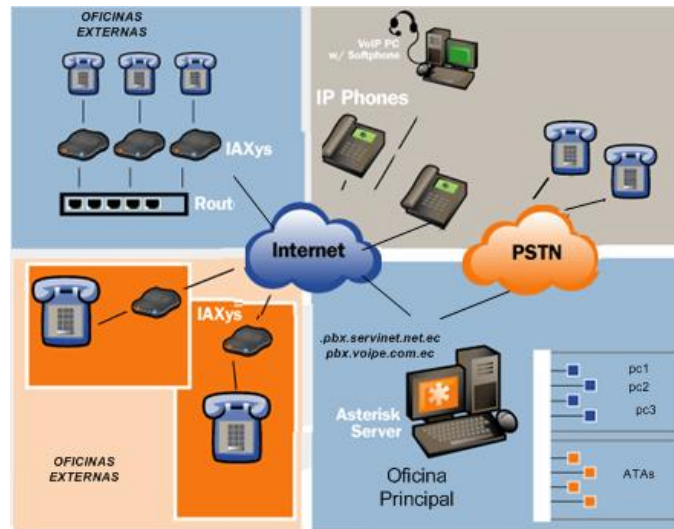 OFICINAS
EXTERNAS
VoIP PC
w/ Softphone
IP Phones
IAXys
Rout
Internet
PSTN
IAXys
.pbx.servinet.net.ec
pbx.voipe.com.ec
pc1
pc2
pc3
Asterisk
Server
OFICINAS
EXTERNAS
Oficina
Principal
ATAs